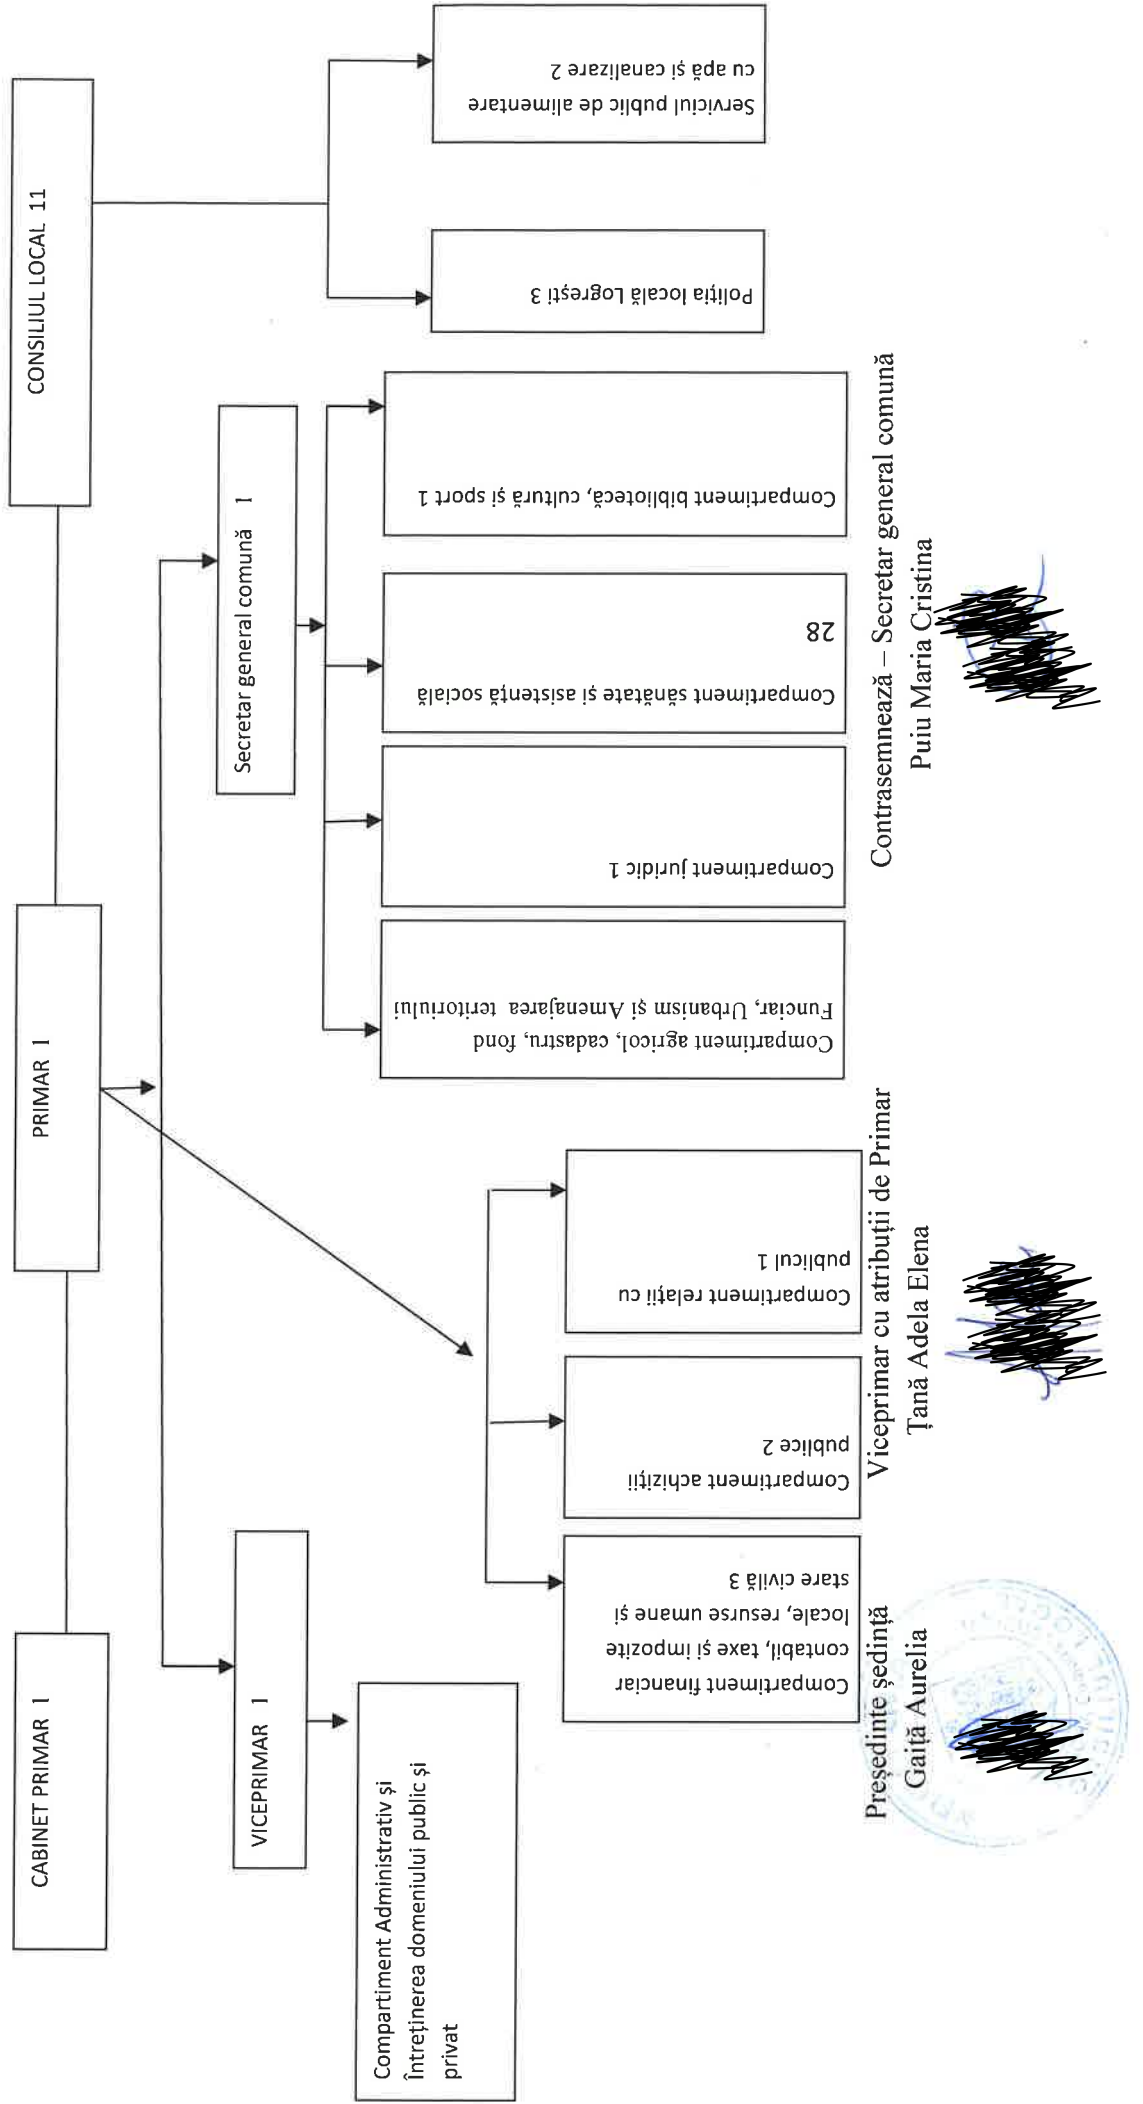 CABINET PRIMAR 1
PRIMAR 1
CONSILIUL LOCAL 11
VICEPRIMAR 1
Secretar general comună 1
Compartiment Administrativ și
întreținerea domeniului public și
privat
Compartiment financiar
contabil, taxe și impozite
locale, resurse umane și
stare civilă 3
Compartiment achiziții
publice 2
Compartiment relații cu
publicul 1
Compartiment agricol, cadastru, fond
Funciar, Urbanism și Amenajarea teritoriului
Compartiment juridic 1
Compartiment sănătate și asistență socială
28
Compartiment bibliotecă, cultură și sport 1
Poliția locală Logrești 3
Serviciul public de alimentare
cu apă și canalizare 2
Președinte ședință
Gaiță Aurelia
Viceprimar cu atribuții de Primar
Țană Adela Elena
Contrasemnează – Secretar general comună
Puiu Maria Cristina